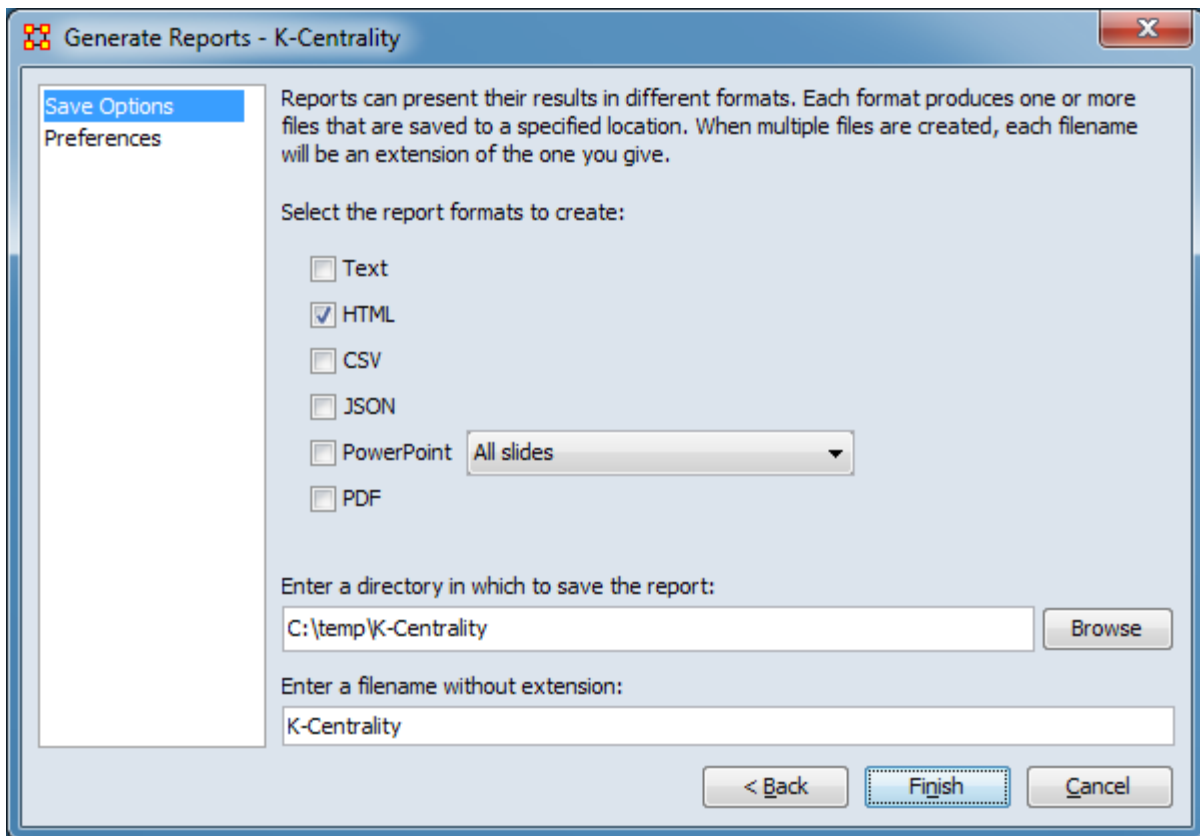 Generate Reports - K-Centrality
Save Options
Preferences
Reports can present their results in different formats. Each format produces one or more
files that are saved to a specified location. When multiple files are created, each filename
will be an extension of the one you give.
Select the report formats to create:
Text
HTML
CSV
JSON
PowerPoint All slides
PDF
Enter a directory in which to save the report:
C:\temp\K-Centrality Browse
Enter a filename without extension:
K-Centrality
< Back Finish Cancel